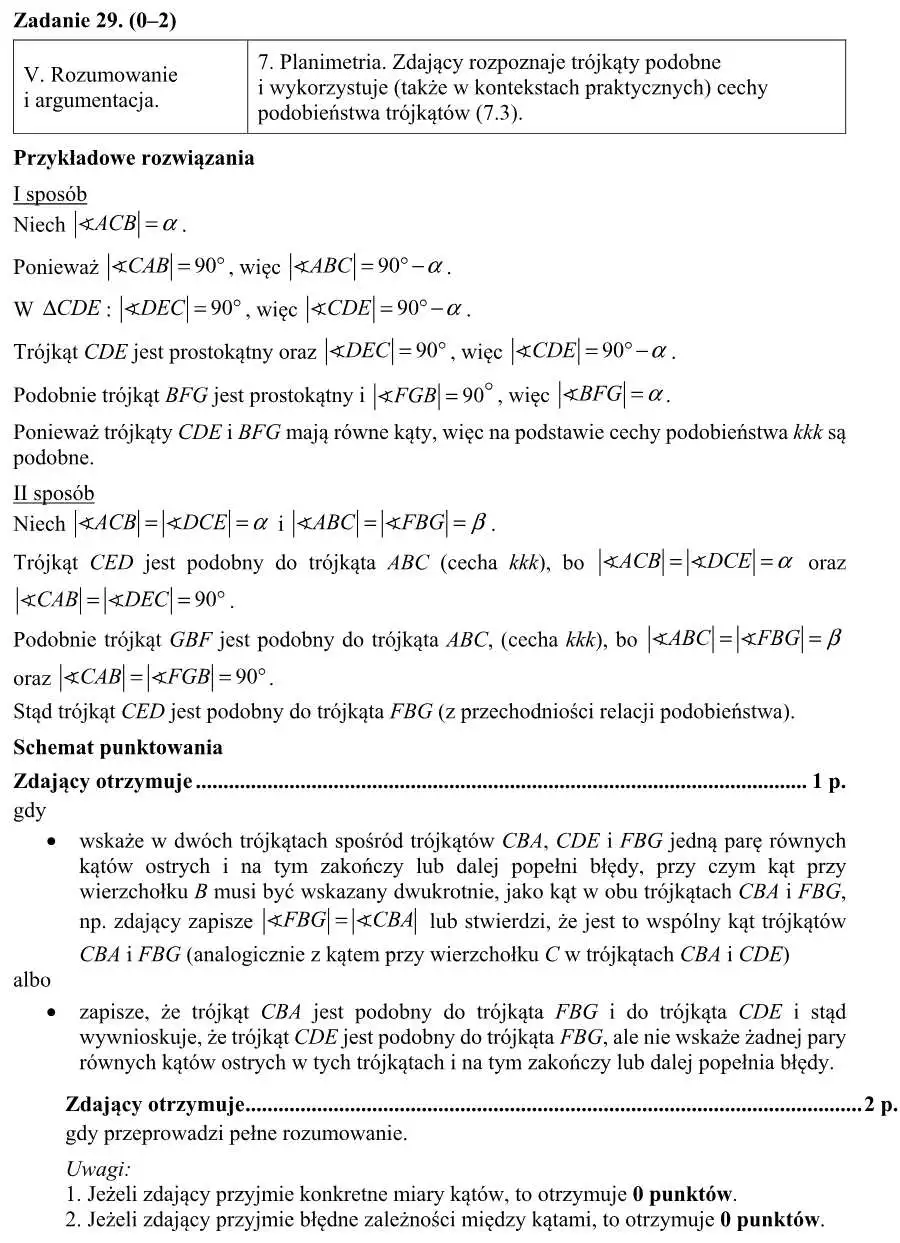 Zadanie 29. (0–2)
V. Rozumowanie
i argumentacja.
7. Planimetria. Zdający rozpoznaje trójkąty podobne
i wykorzystuje (także w kontekstach praktycznych) cechy
podobieństwa trójkątów (7.3).
Przykładowe rozwiązania
I sposób
Niech |∢ACB| = α .
Ponieważ |∢CAB| = 90° , więc |∢ABC| = 90° − α .
W ΔCDE : |∢DEC| = 90° , więc |∢CDE| = 90° − α .
Trójkąt CDE jest prostokątny oraz |∢DEC| = 90° , więc |∢CDE| = 90° − α .
Podobnie trójkąt BFG jest prostokątny i |∢FGB| = 90° , więc |∢BFG| = α .
Ponieważ trójkąty CDE i BFG mają równe kąty, więc na podstawie cechy podobieństwa kkk są
podobne.
II sposób
Niech |∢ACB| = |∢DCE| = α i |∢ABC| = |∢FBG| = β .
Trójkąt CED jest podobny do trójkąta ABC (cecha kkk), bo |∢ACB| = |∢DCE| = α oraz
|∢CAB| = |∢DEC| = 90° .
Podobnie trójkąt GBF jest podobny do trójkąta ABC, (cecha kkk), bo |∢ABC| = |∢FBG| = β
oraz |∢CAB| = |∢FGB| = 90° .
Stąd trójkąt CED jest podobny do trójkąta FBG (z przechodniości relacji podobieństwa).
Schemat punktowania
Zdający otrzymuje ............................................................................................................... 1 p.
gdy
• wskaże w dwóch trójkątach spośród trójkątów CBA, CDE i FBG jedną parę równych
kątów ostrych i na tym zakończy lub dalej popełni błędy, przy czym kąt przy
wierzchołku B musi być wskazany dwukrotnie, jako kąt w obu trójkątach CBA i FBG,
np. zdający zapisze |∢FBG| = |∢CBA| lub stwierdzi, że jest to wspólny kąt trójkątów
CBA i FBG (analogicznie z kątem przy wierzchołku C w trójkątach CBA i CDE)
albo
• zapisze, że trójkąt CBA jest podobny do trójkąta FBG i do trójkąta CDE i stąd
wywnioskuje, że trójkąt CDE jest podobny do trójkąta FBG, ale nie wskaże żadnej pary
równych kątów ostrych w tych trójkątach i na tym zakończy lub dalej popełnia błędy.
Zdający otrzymuje................................................................................................................ 2 p.
gdy przeprowadzi pełne rozumowanie.
Uwagi:
1. Jeżeli zdający przyjmie konkretne miary kątów, to otrzymuje 0 punktów.
2. Jeżeli zdający przyjmie błędne zależności między kątami, to otrzymuje 0 punktów.